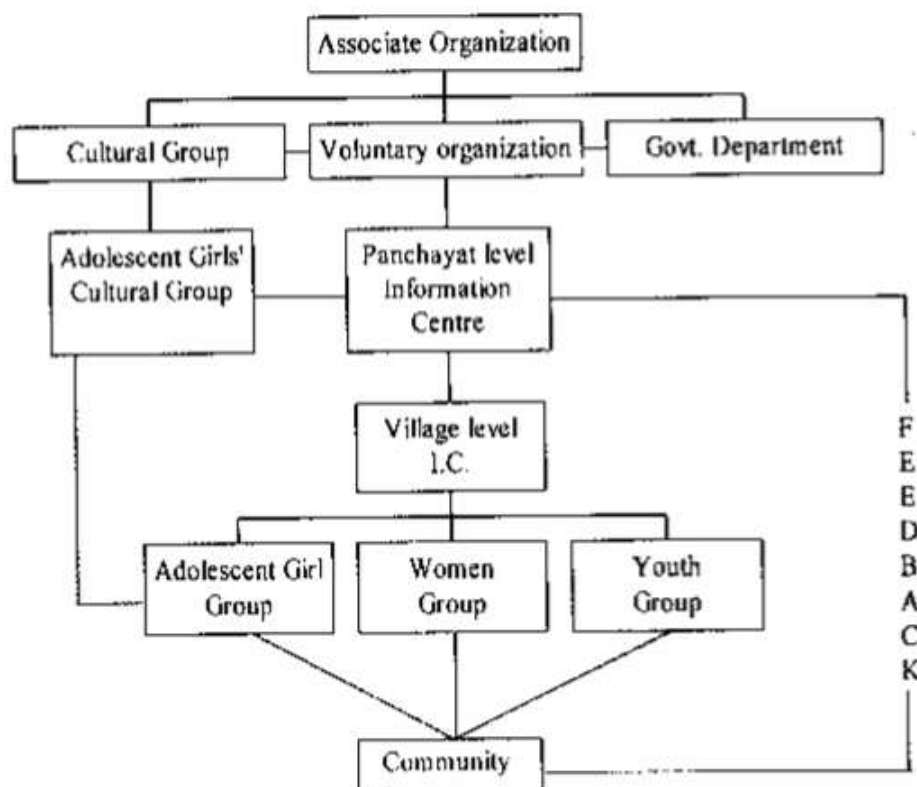 Associate Organization
Cultural Group
Voluntary organization
Govt. Department
Adolescent Girls'
Cultural Group
Panchayat level
Information
Centre
Village level
I.C.
Adolescent Girl
Group
Women
Group
Youth
Group
FEEDBACK
Community